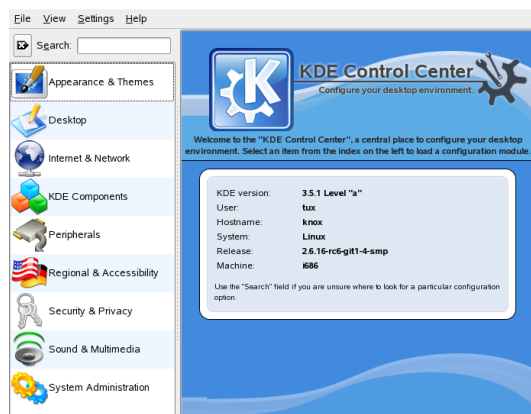 File View Settings Help
Search:
Appearance & Themes
Desktop
Internet & Network
KDE Components
Peripherals
Regional & Accessibility
Security & Privacy
Sound & Multimedia
System Administration
KDE Control Center
Configure your desktop environment.
Welcome to the "KDE Control Center", a central place to configure your desktop
environment. Select an item from the index on the left to load a configuration module.
KDE version: 3.5.1 Level "a"
User: tux
Hostname: knox
System: Linux
Release: 2.6.16-rc6-git1-4-smp
Machine: i686
Use the "Search" field if you are unsure where to look for a particular configuration
option.